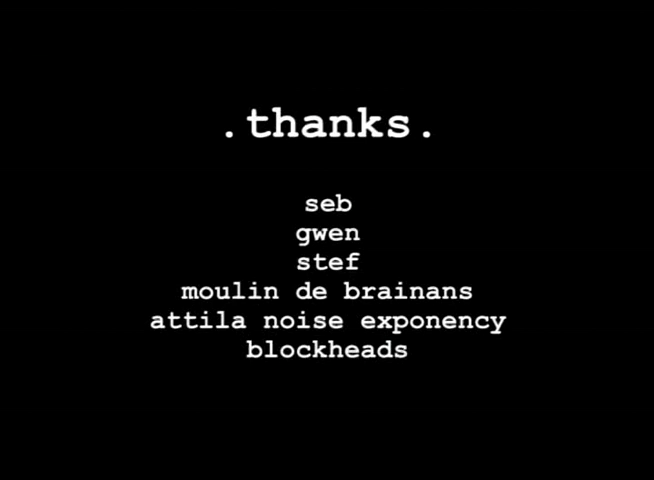 .thanks.
seb
gwen
stef
moulin de brainans
attila noise exponency
blockheads